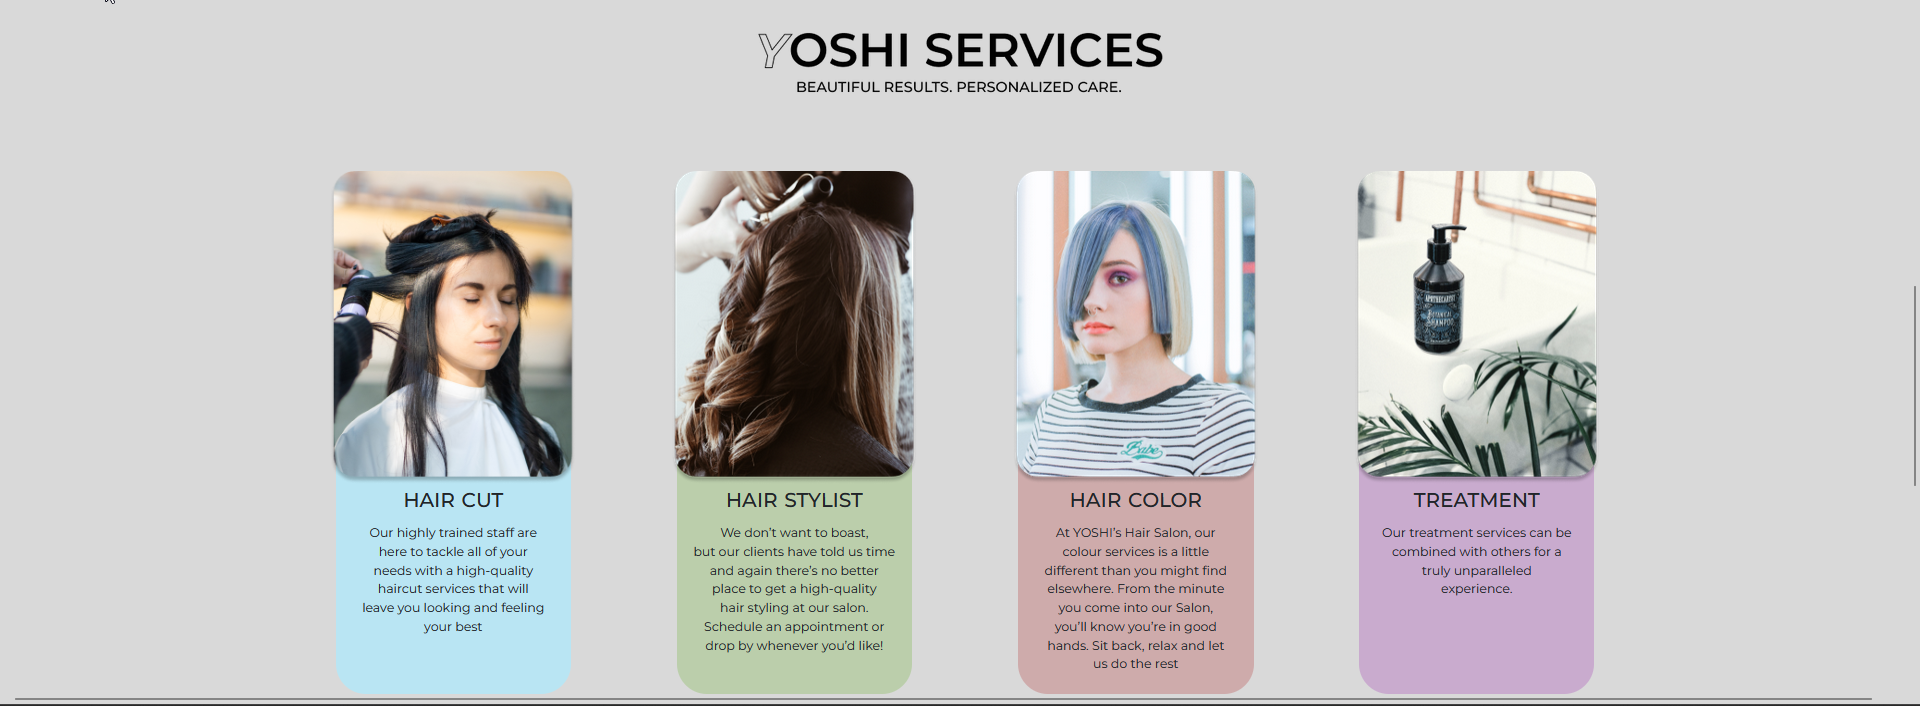 YOSHI SERVICES
BEAUTIFUL RESULTS. PERSONALIZED CARE.
APOTHECARY
BOTANICAL
SHAMPOO
Babe
HAIR CUT
Our highly trained staff are
here to tackle all of your
needs with a high-quality
haircut services that will
leave you looking and feeling
your best
HAIR STYLIST
We don’t want to boast,
but our clients have told us time
and again there’s no better
place to get a high-quality
hair styling at our salon.
Schedule an appointment or
drop by whenever you’d like!
HAIR COLOR
At YOSHI’s Hair Salon, our
colour services is a little
different than you might find
elsewhere. From the minute
you come into our Salon,
you’ll know you’re in good
hands. Sit back, relax and let
us do the rest
TREATMENT
Our treatment services can be
combined with others for a
truly unparalleled
experience.